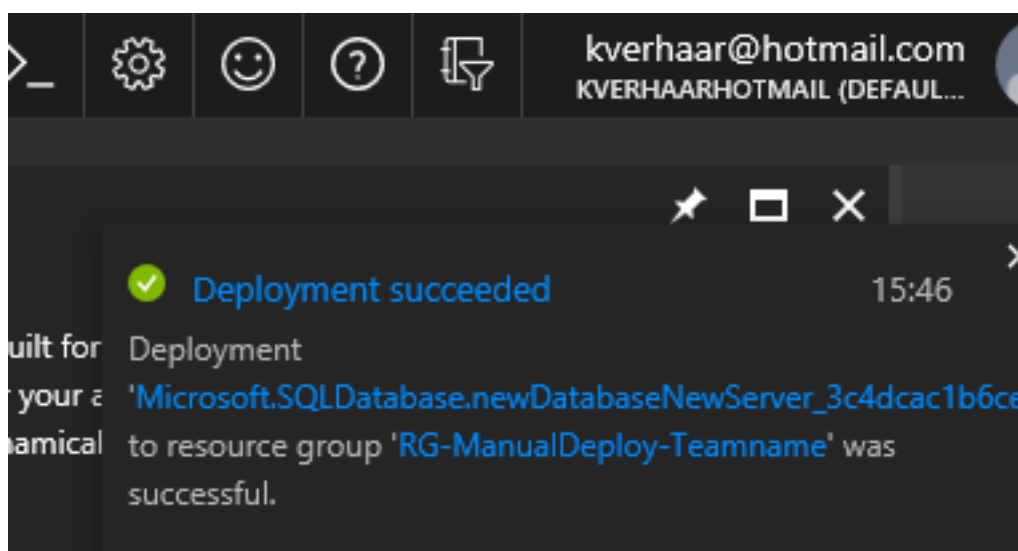 kverhaar@hotmail.com
KVERHAARHOTMAIL (DEFAUL...
Deployment succeeded 15:46
uilt for
Deployment
your a
'Microsoft.SQLDatabase.newDatabaseNewServer_3c4dcac1b6ce
namical
to resource group 'RG-ManualDeploy-Teamname' was
successful.